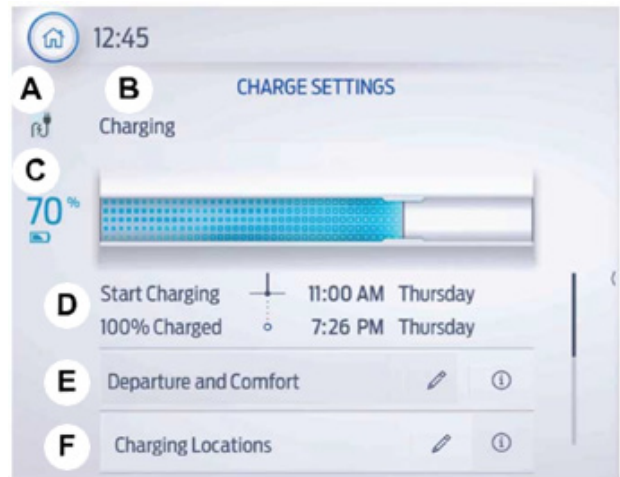 12:45
A B CHARGE SETTINGS
Charging
C
70%
D Start Charging 11:00 AM Thursday
100% Charged 7:26 PM Thursday
E Departure and Comfort
F Charging Locations